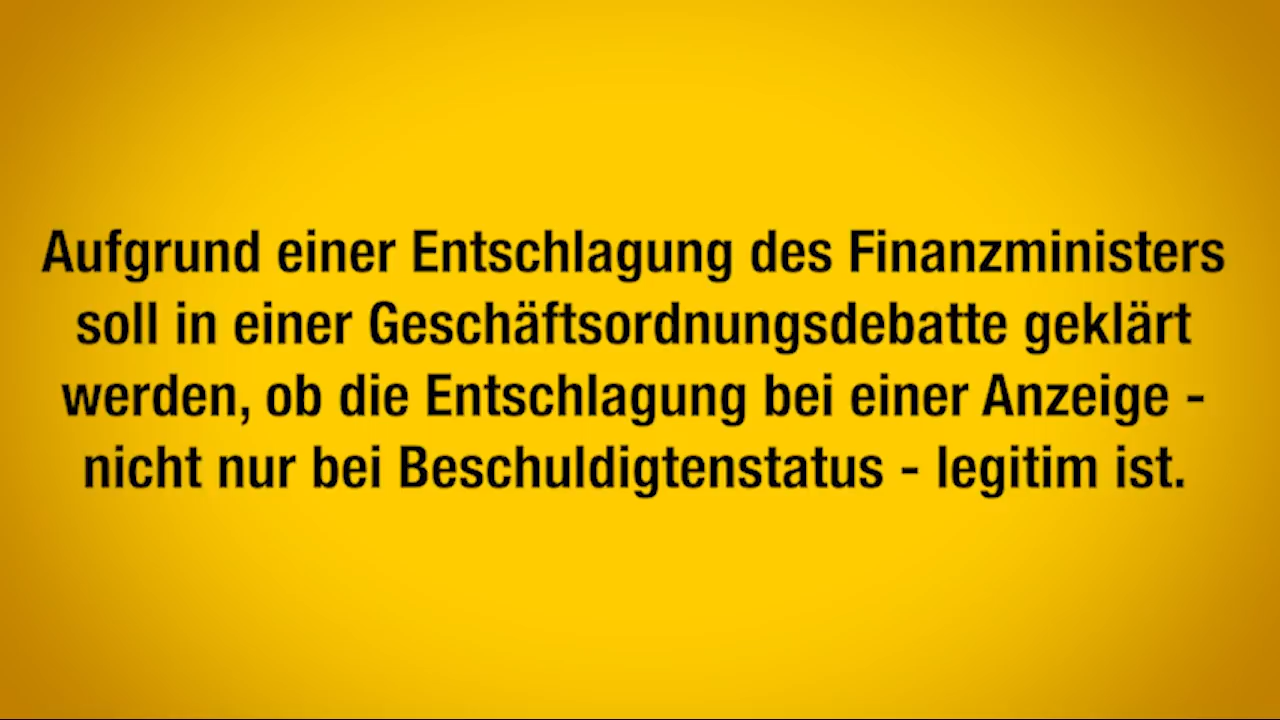 Aufgrund einer Entschlagung des Finanzministers
soll in einer Geschäftsordnungsdebatte geklärt
werden, ob die Entschlagung bei einer Anzeige -
nicht nur bei Beschuldigtenstatus - legitim ist.